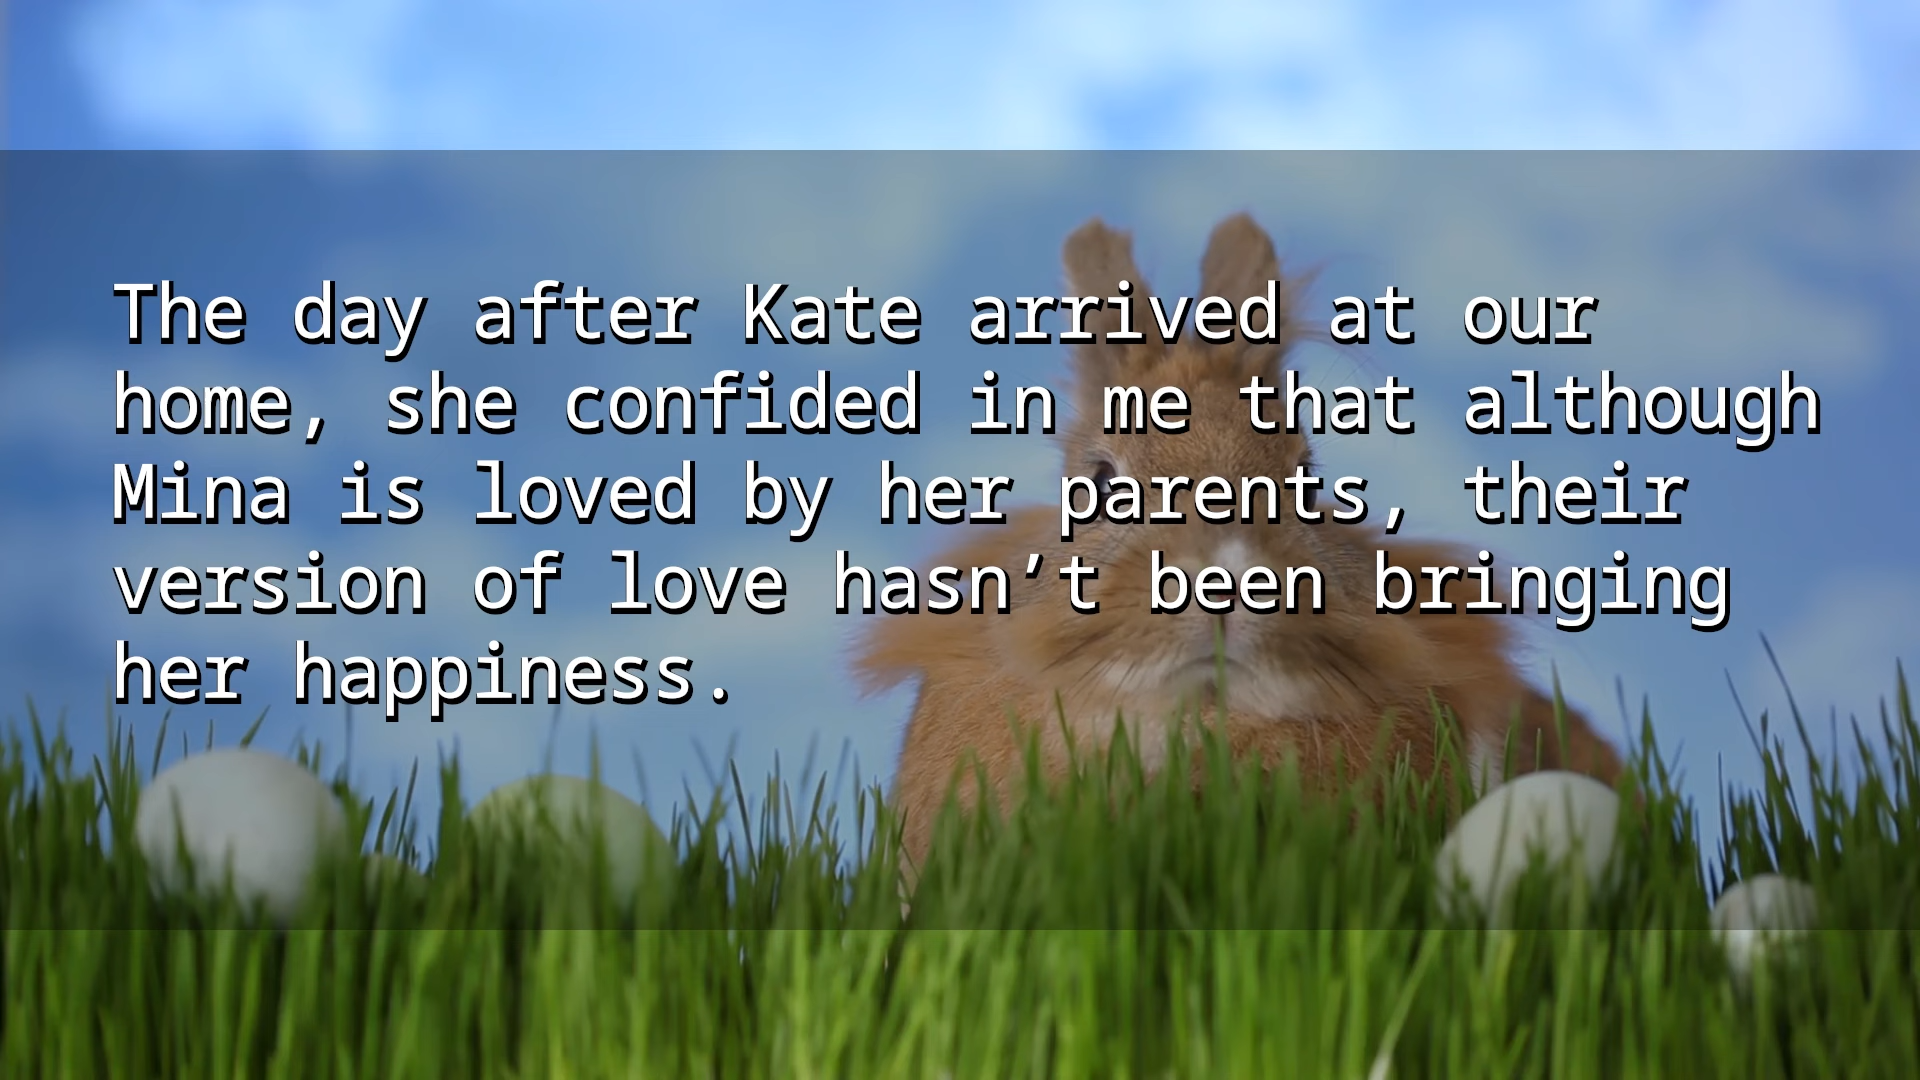 The day after Kate arrived at our
home, she confided in me that although
Mina is loved by her parents, their
version of love hasn’t been bringing
her happiness.